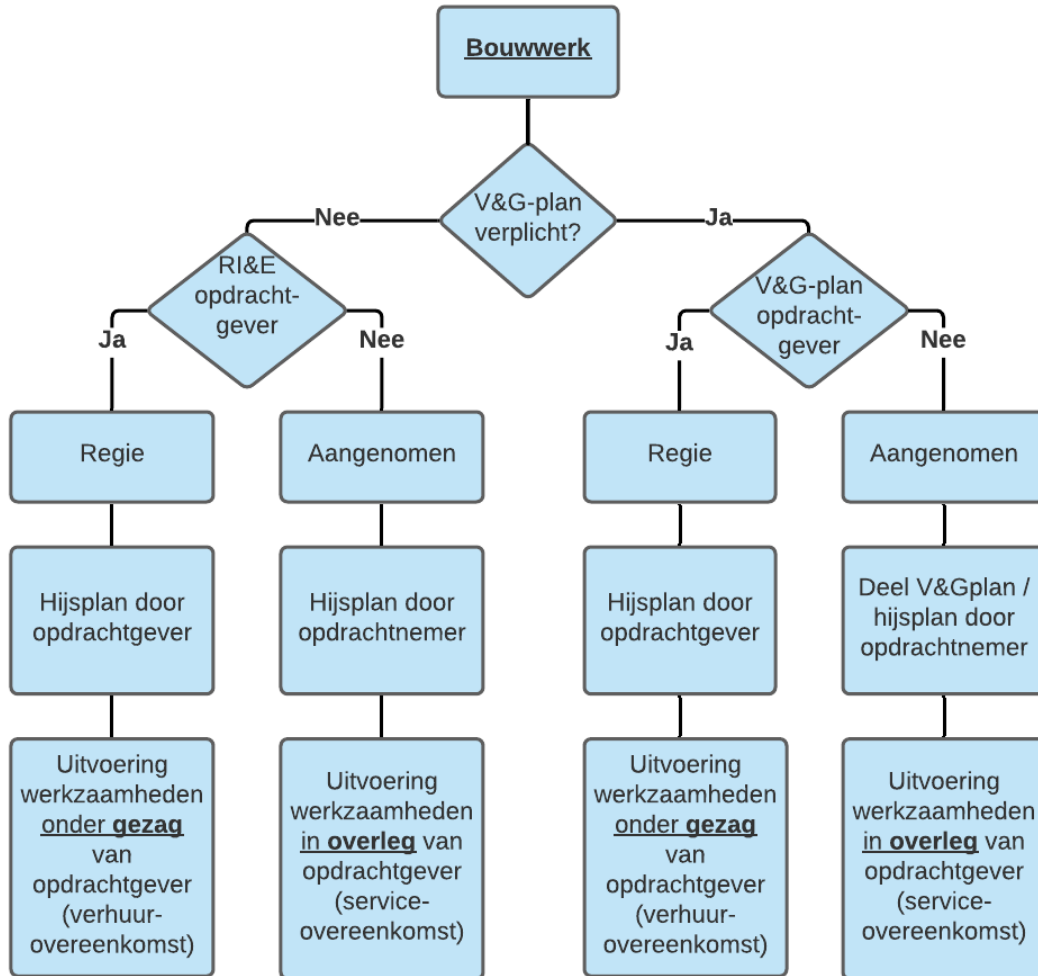 Bouwwerk
V&G-plan
verplicht?
Nee
Ja
RI&E
opdracht-
gever
V&G-plan
opdracht-
gever
Ja
Nee
Ja
Nee
Regie
Aangenomen
Regie
Aangenomen
Hijsplan door
opdrachtgever
Hijsplan door
opdrachtnemer
Hijsplan door
opdrachtgever
Deel V&Gplan /
hijsplan door
opdrachtnemer
Uitvoering
werkzaamheden
onder gezag
van
opdrachtgever
(verhuur-
overeenkomst)
Uitvoering
werkzaamheden
in overleg van
opdrachtgever
(service-
overeenkomst)
Uitvoering
werkzaamheden
onder gezag
van
opdrachtgever
(verhuur-
overeenkomst)
Uitvoering
werkzaamheden
in overleg van
opdrachtgever
(service-
overeenkomst)